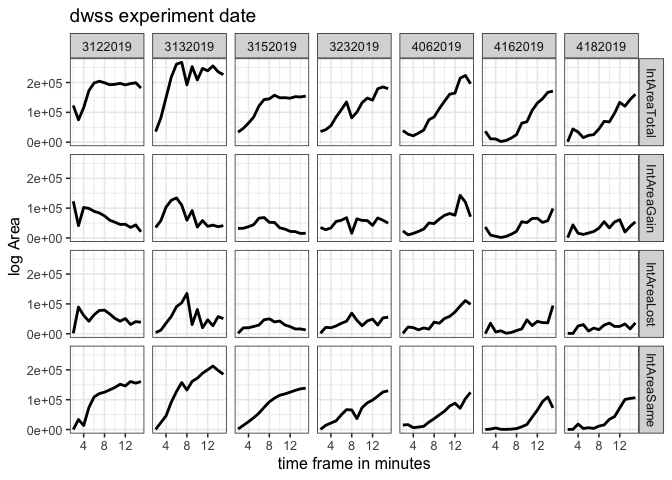 dwss experiment date
3122019 3132019 3152019 3232019 4062019 4162019 4182019
2e+05
1e+05
0e+00
IntAreaTotal
2e+05
1e+05
0e+00
IntAreaGain
2e+05
1e+05
0e+00
IntAreaLost
2e+05
1e+05
0e+00
IntAreaSame
log Area
4 8 12 4 8 12 4 8 12 4 8 12 4 8 12 4 8 12 4 8 12
time frame in minutes